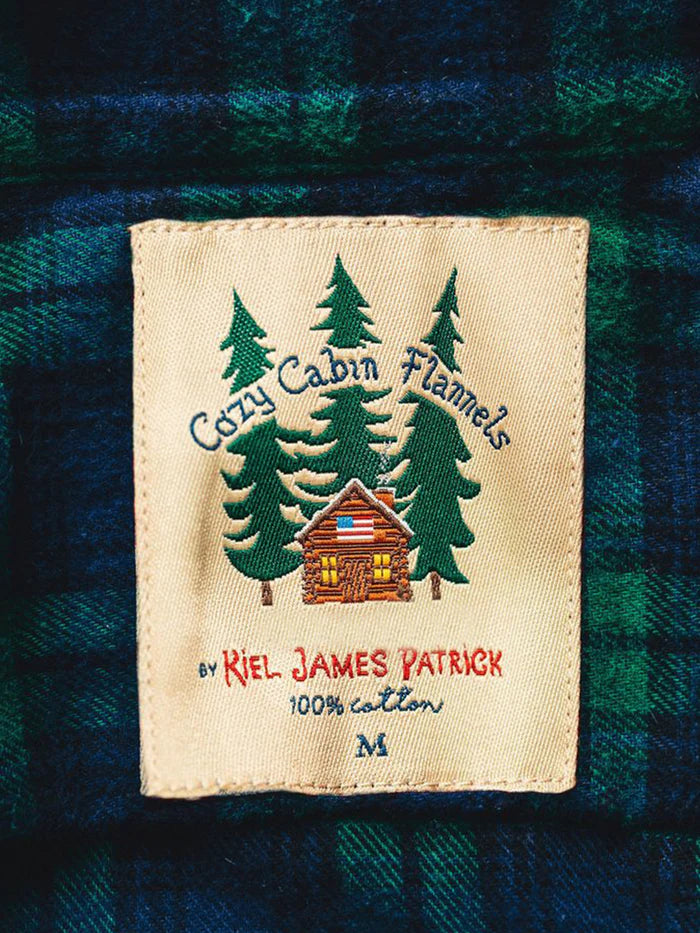 Cozy Cabin Flannels
BY KIEL JAMES PATRICK
100% cotton
M